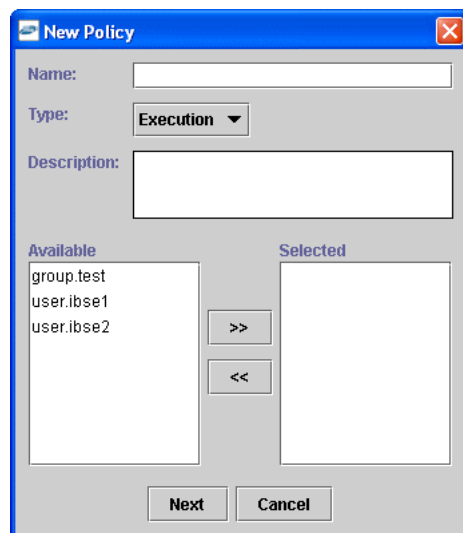 New Policy
Name:
Type:
Execution
Description:
Available
Selected
group.test
user.ibse1
user.ibse2
>>
<<
Next
Cancel